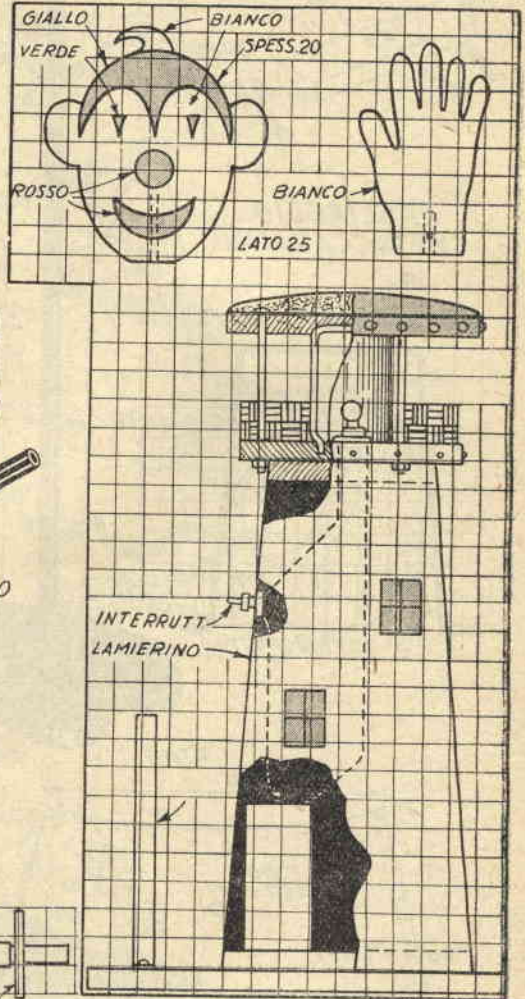 GIALLO
BIANCO
VERDE
SPESS.20
ROSSO
BIANCO
LATO 25
INTERRUTT
LAMIERINO
O